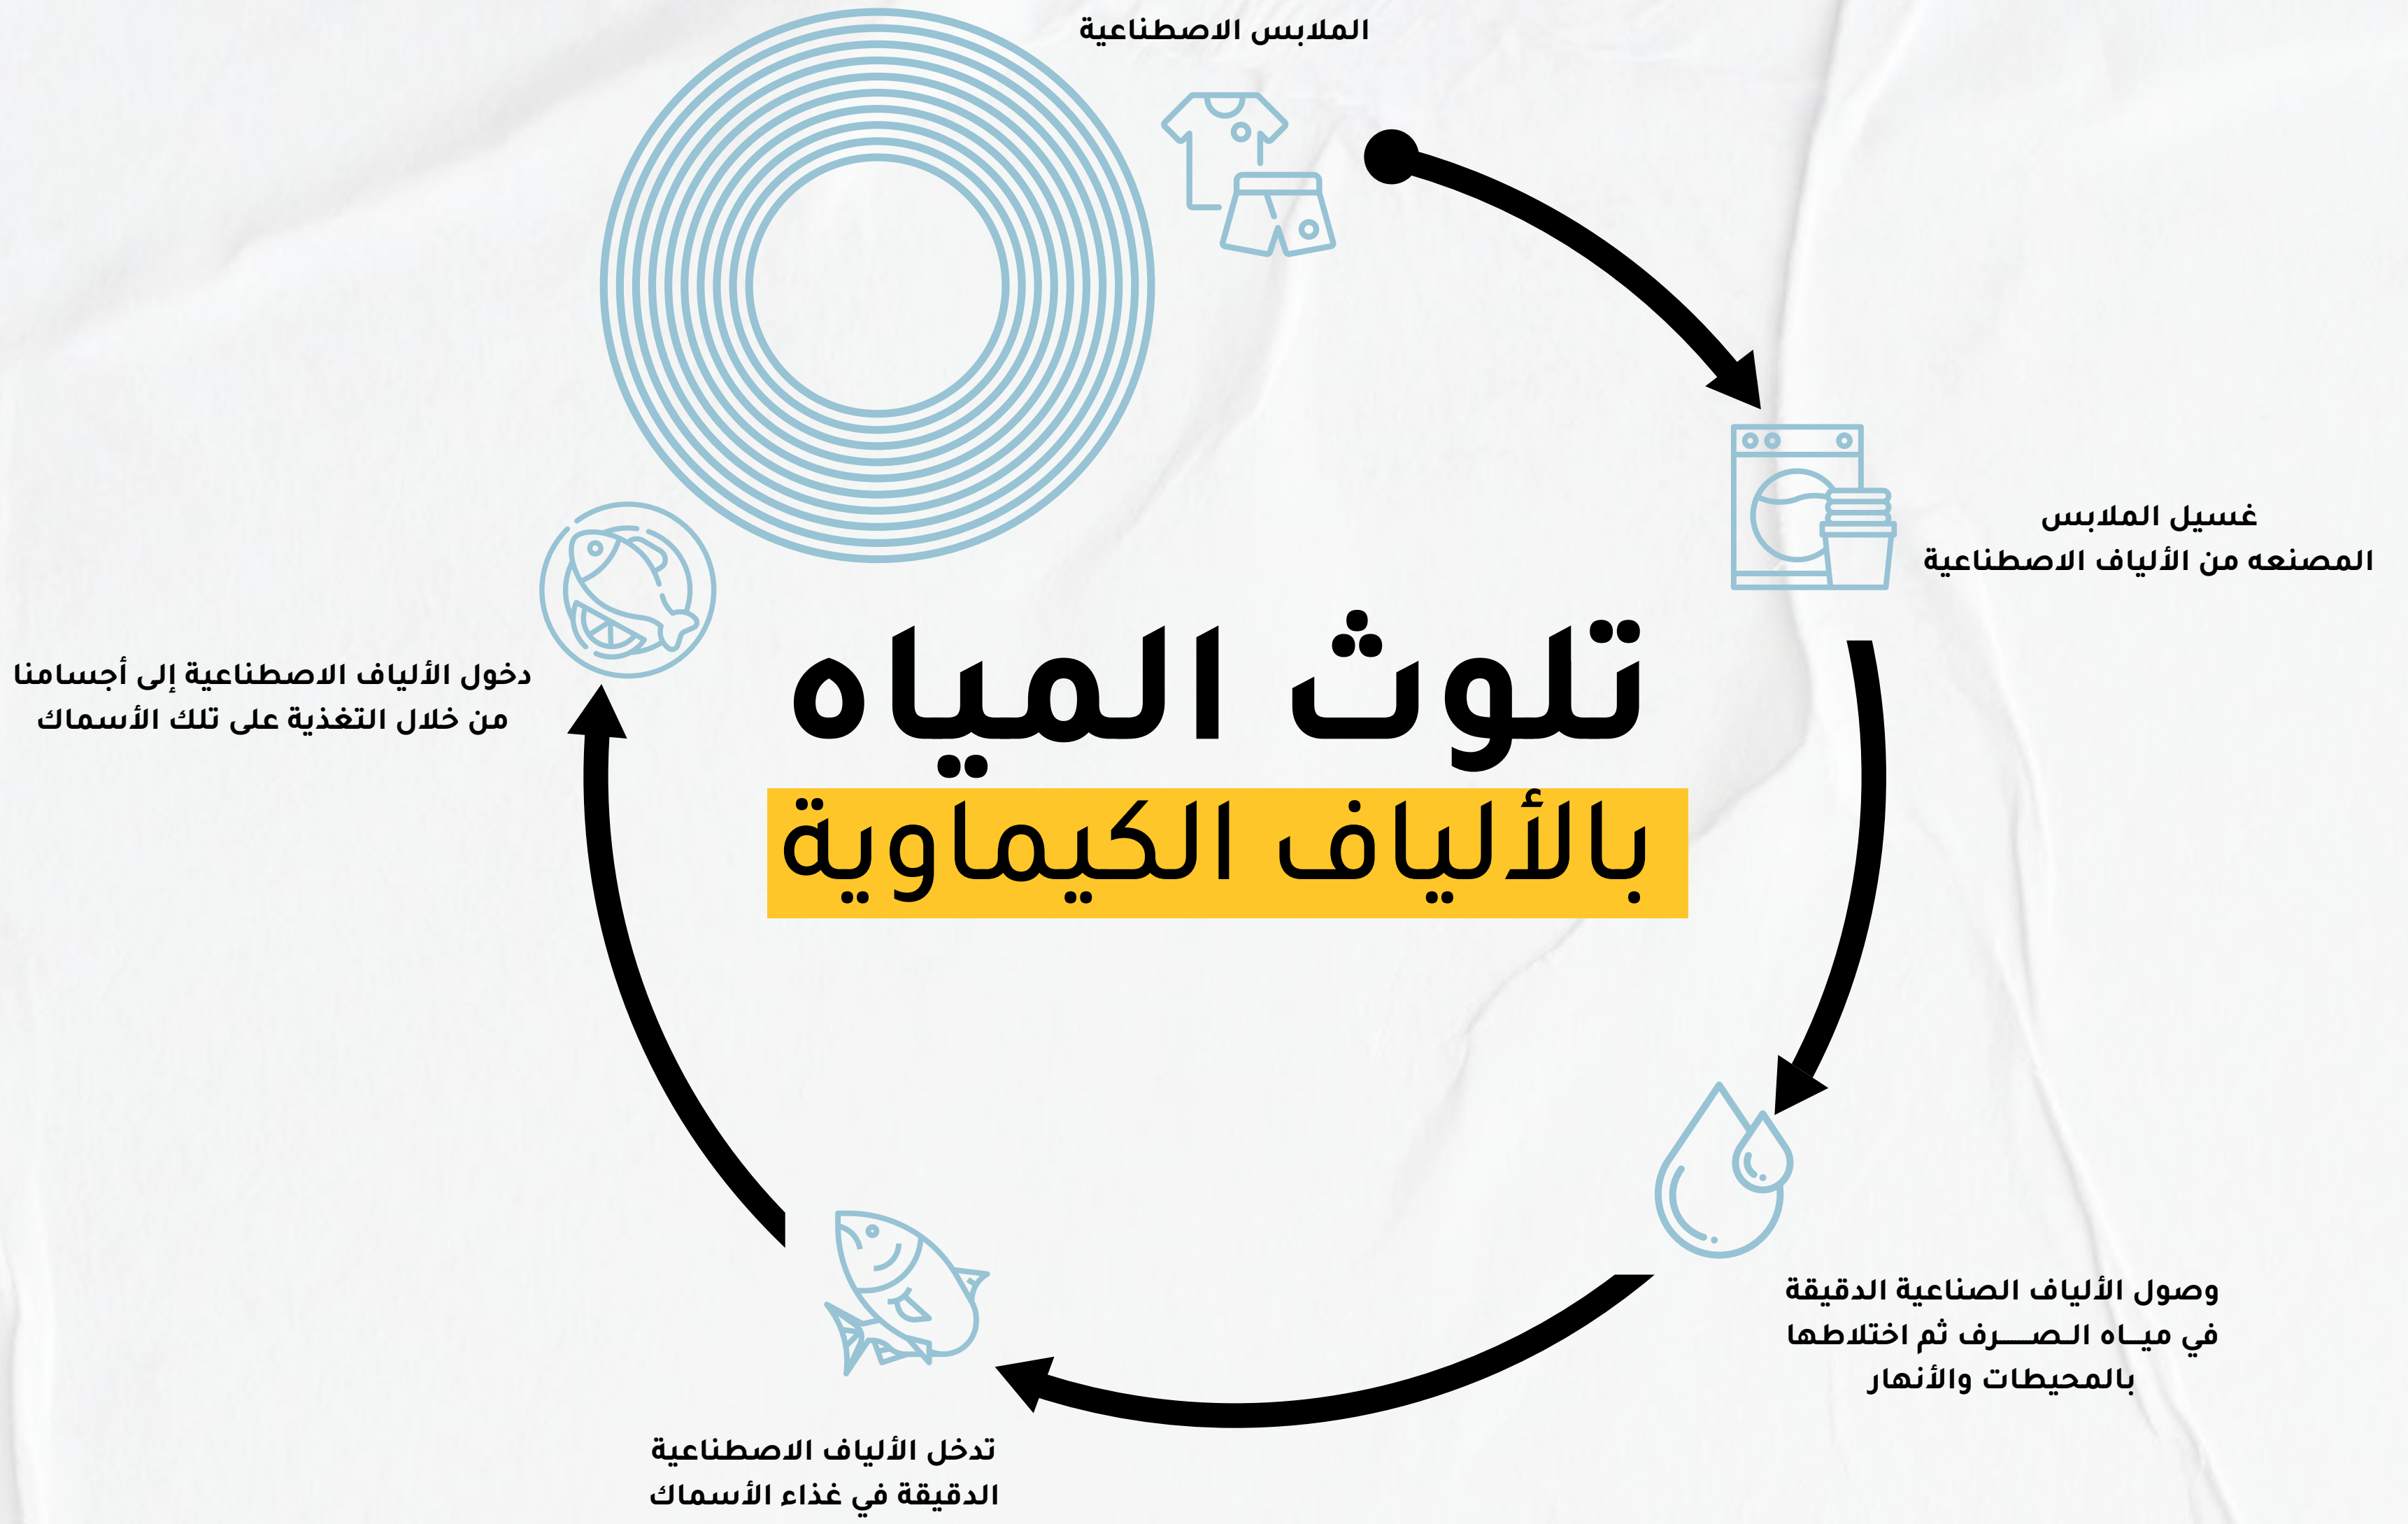 الملابس الاصطناعية
غسيل الملابس
المصنعه من الألياف الاصطناعية
تلوث المياه
بالألياف الكيماوية
دخول الألياف الاصطناعية إلى أجسامنا
من خلال التغذية على تلك الأسماك
وصول الألياف الصناعية الدقيقة
في ميــاه الـصـــــرف ثم اختلاطها
بالمحيطات والأنهار
تدخل الألياف الاصطناعية
الدقيقة في غذاء الأسماك